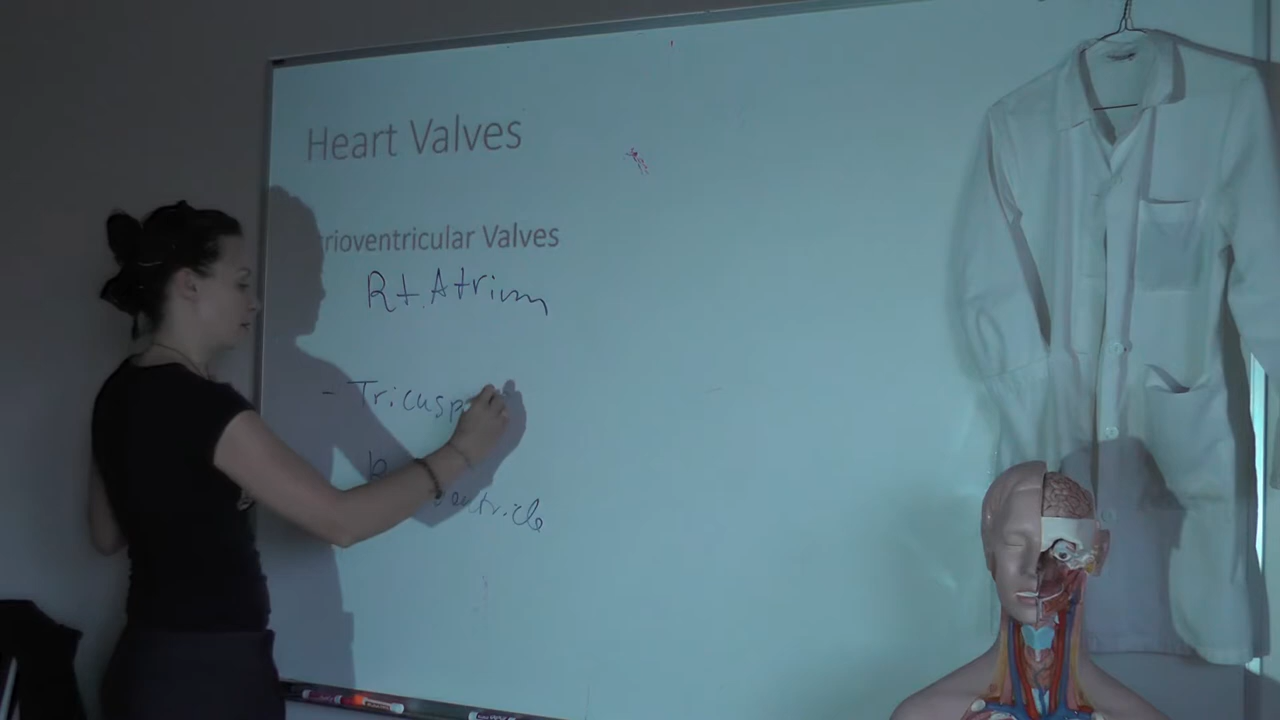 Heart Valves
rioventricular Valves
Rt. Atrium
- Tricusp